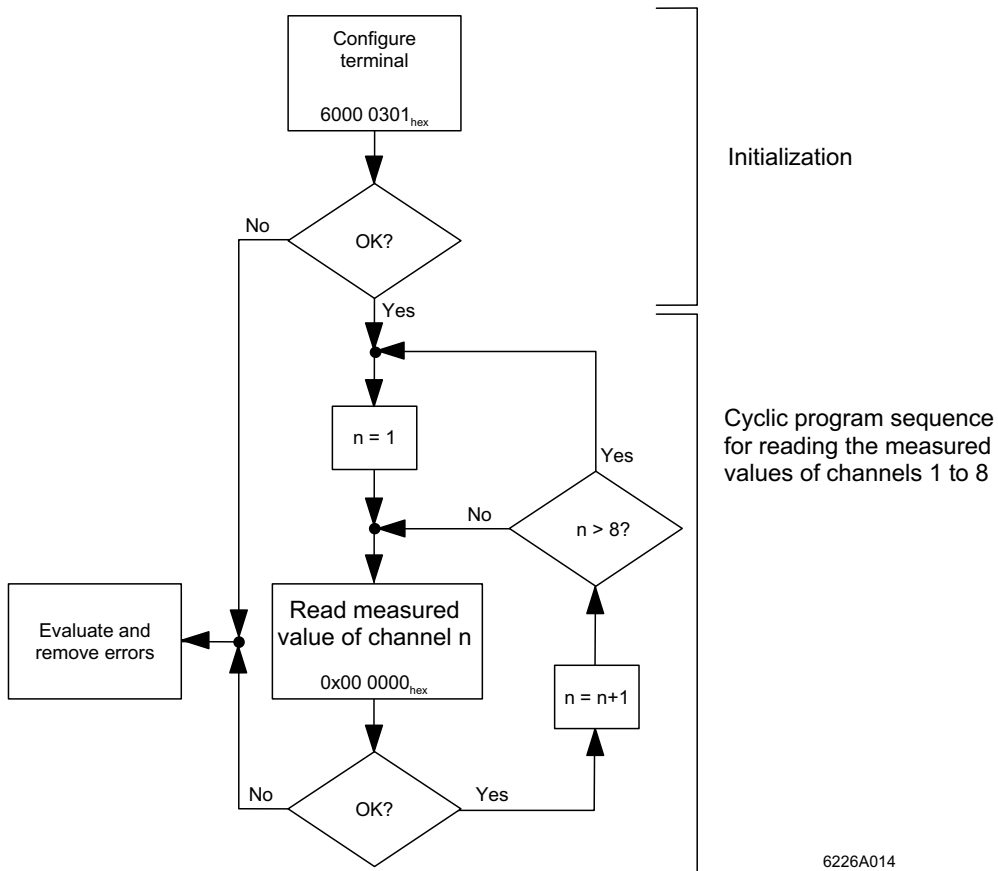 Configure
terminal
6000 0301hex
Initialization
No
OK?
Yes
n = 1
Cyclic program sequence
for reading the measured
values of channels 1 to 8
Yes
No
n > 8?
Read measured
value of channel n
0x00 0000hex
Evaluate and
remove errors
n = n+1
No
OK?
Yes
6226A014